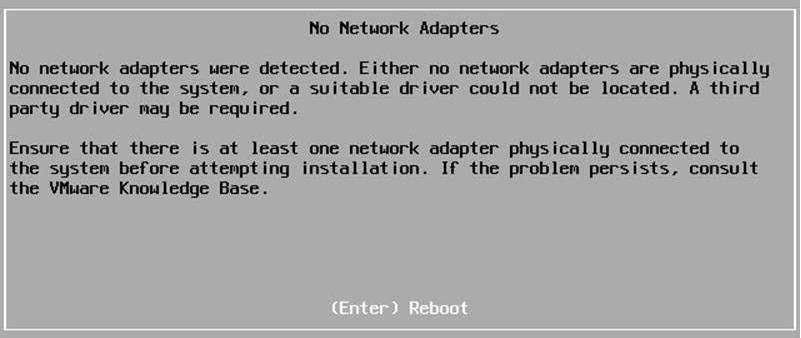 No Network Adapters
No network adapters were detected. Either no network adapters are physically
connected to the system, or a suitable driver could not be located. A third
party driver may be required.
Ensure that there is at least one network adapter physically connected to
the system before attempting installation. If the problem persists, consult
the VMware Knowledge Base.
(Enter) Reboot